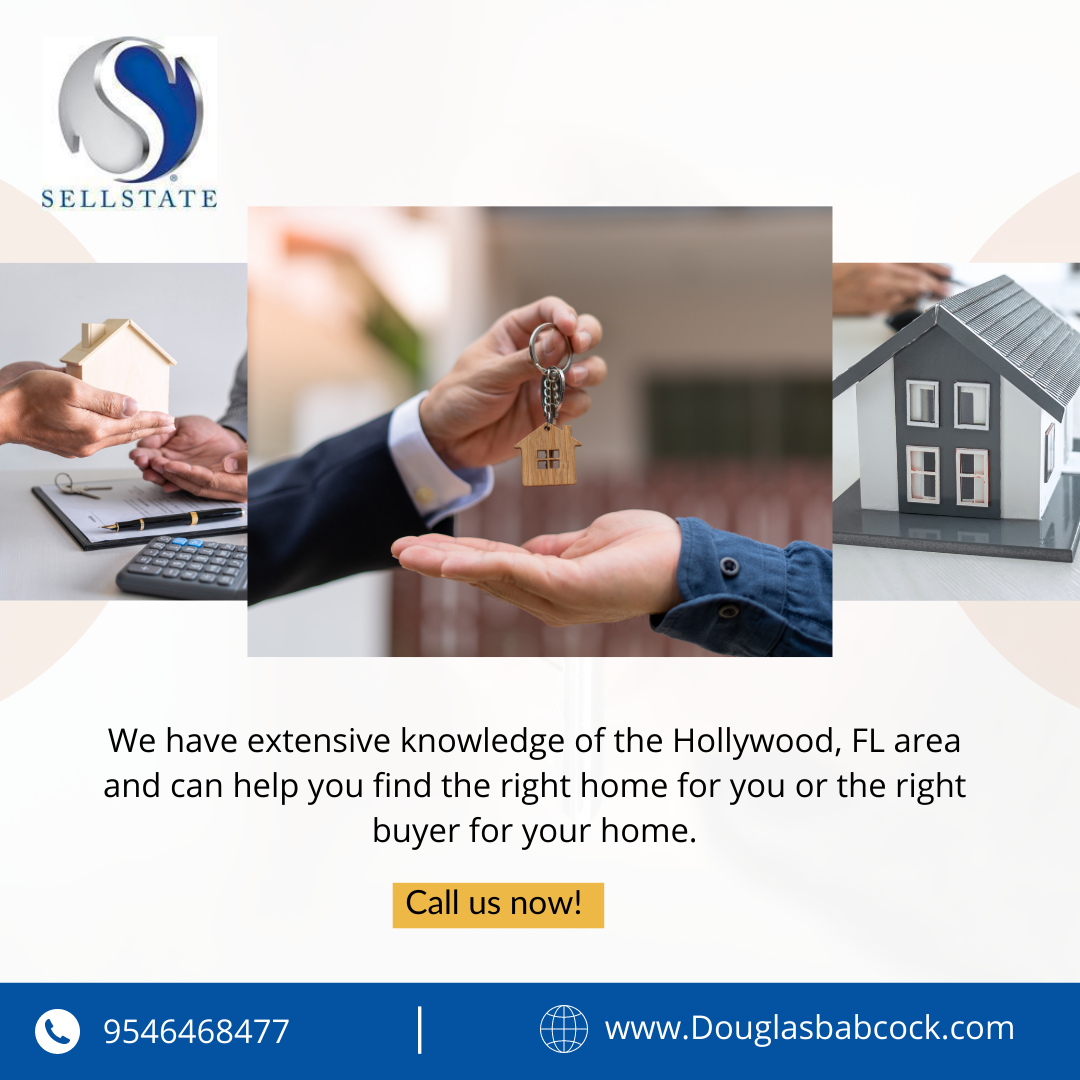 SELLSTATE
We have extensive knowledge of the Hollywood, FL area
and can help you find the right home for you or the right
buyer for your home.
Call us now!
9546468477 | www.Douglasbabcock.com